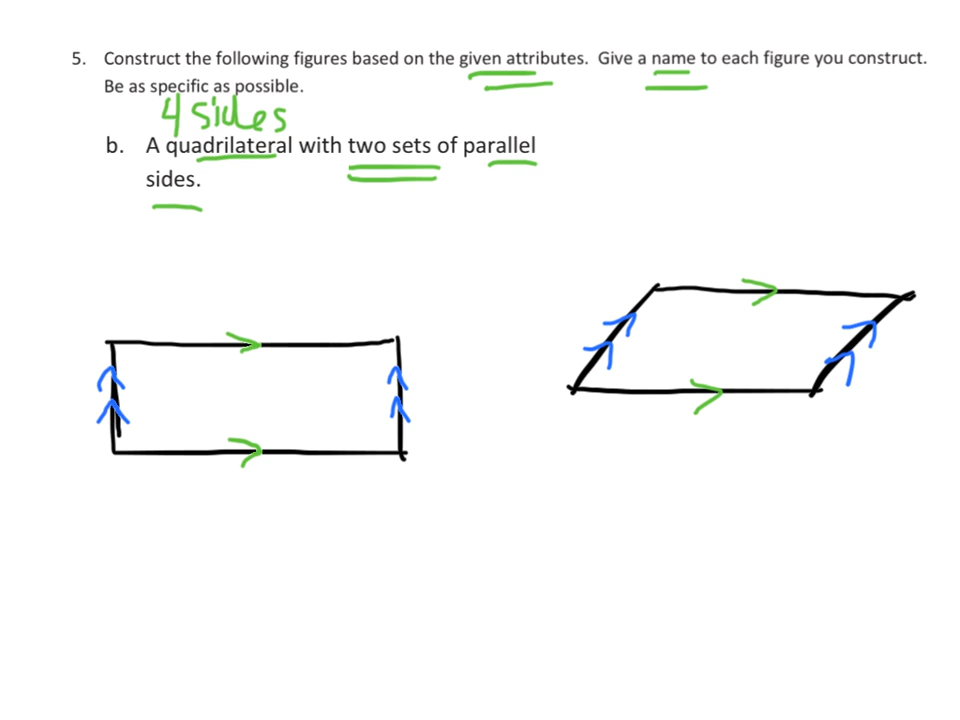 5. Construct the following figures based on the given attributes. Give a name to each figure you construct.
Be as specific as possible.
4 sides
b. A quadrilateral with two sets of parallel
sides.